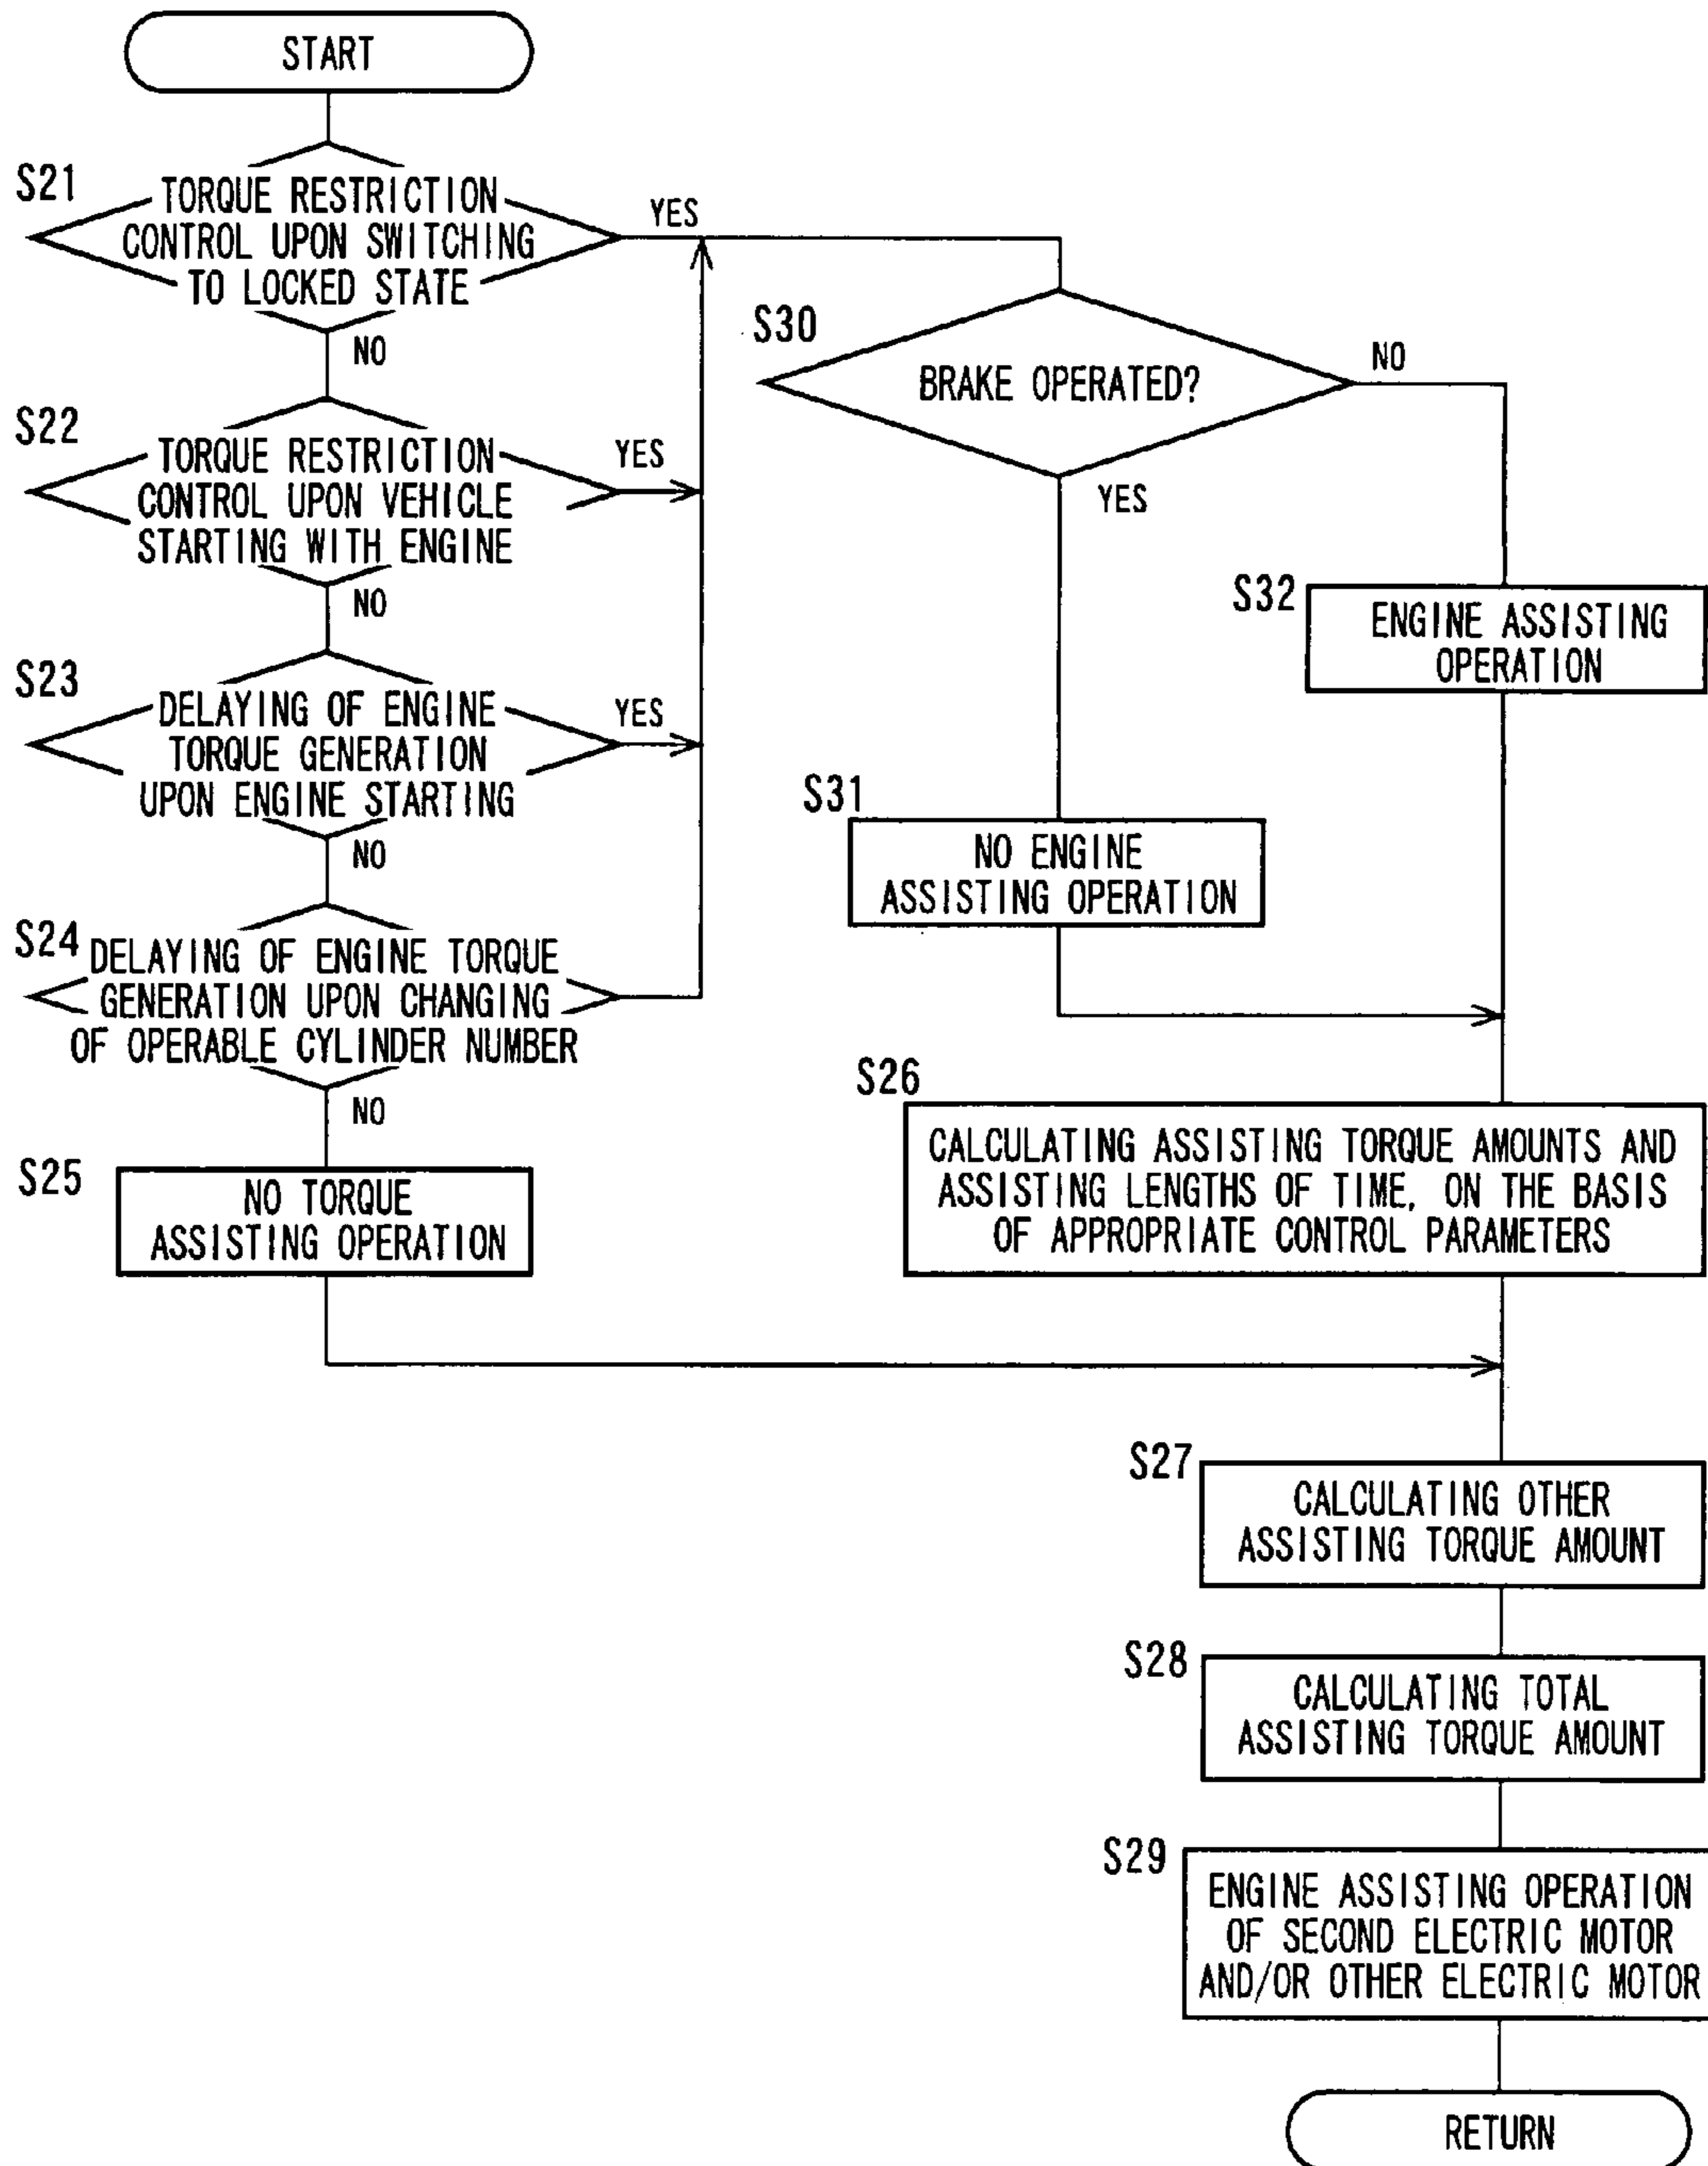 START
S21
TORQUE RESTRICTION
CONTROL UPON SWITCHING
TO LOCKED STATE
YES
NO
S22
TORQUE RESTRICTION
CONTROL UPON VEHICLE
STARTING WITH ENGINE
YES
NO
S23
DELAYING OF ENGINE
TORQUE GENERATION
UPON ENGINE STARTING
YES
NO
S24
DELAYING OF ENGINE TORQUE
GENERATION UPON CHANGING
OF OPERABLE CYLINDER NUMBER
NO
S25
NO TORQUE
ASSISTING OPERATION
S30
BRAKE OPERATED?
NO
YES
S32
ENGINE ASSISTING
OPERATION
S31
NO ENGINE
ASSISTING OPERATION
S26
CALCULATING ASSISTING TORQUE AMOUNTS AND
ASSISTING LENGTHS OF TIME, ON THE BASIS
OF APPROPRIATE CONTROL PARAMETERS
S27
CALCULATING OTHER
ASSISTING TORQUE AMOUNT
S28
CALCULATING TOTAL
ASSISTING TORQUE AMOUNT
S29
ENGINE ASSISTING OPERATION
OF SECOND ELECTRIC MOTOR
AND/OR OTHER ELECTRIC MOTOR
RETURN